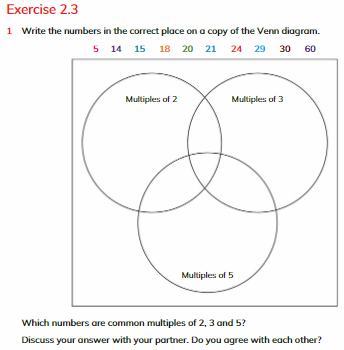 Exercise 2.3
1 Write the numbers in the correct place on a copy of the Venn diagram.
5 14 15 18 20 21 24 29 30 60
Multiples of 2 Multiples of 3
Multiples of 5
Which numbers are common multiples of 2, 3 and 5?
Discuss your answer with your partner. Do you agree with each other?